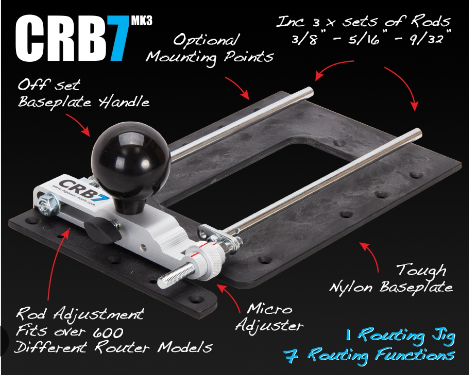 CRB7 MK3
Optional
Mounting Points
Inc 3 x sets of Rods
3/8" - 5/16" - 9/32"
Off set
Baseplate Handle
CRB7
Tough
Nylon Baseplate
Rod Adjustment
Fits over 600
Different Router Models
Micro
Adjuster
1 Routing Jig
7 Routing Functions